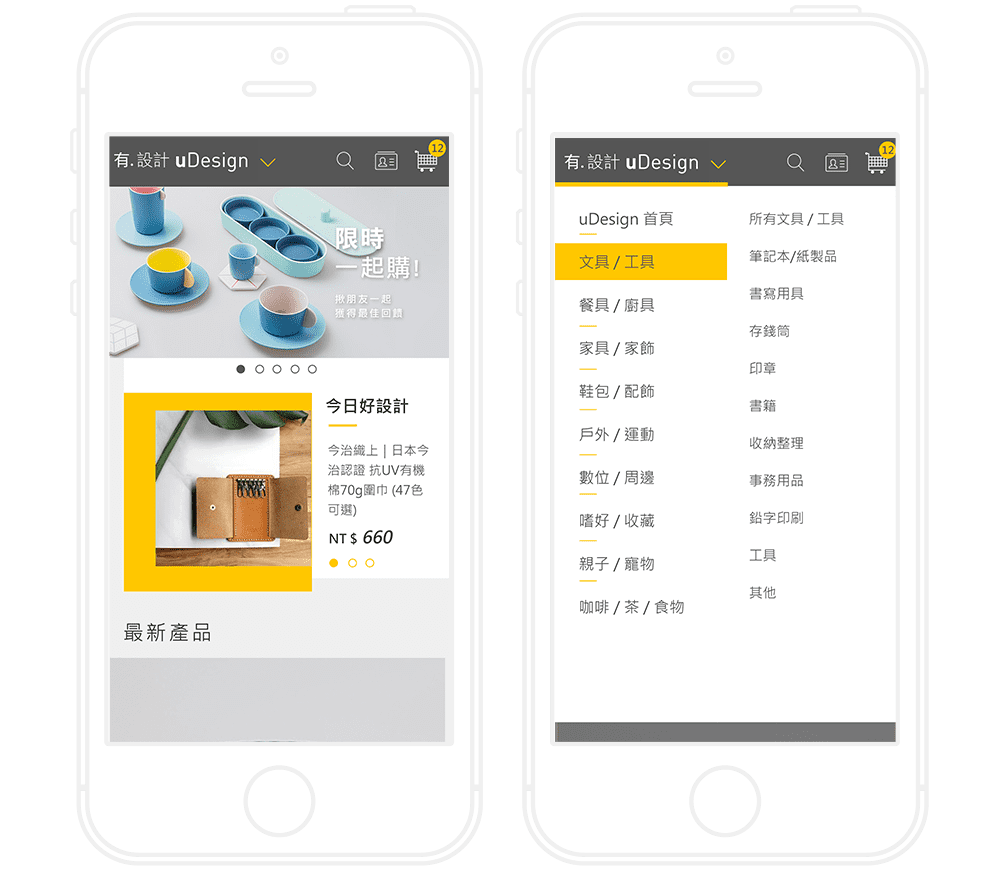 有.設計 uDesign
12
限時
一起購!
揪朋友一起
獲得最佳回饋
今日好設計
今治織上 | 日本今
治認證 抗UV有機
棉70g圍巾 (47色
可選)
NT $ 660
最新產品
有.設計 uDesign
12
uDesign 首頁
文具 / 工具
餐具 / 廚具
家具 / 家飾
鞋包 / 配飾
戶外 / 運動
數位 / 周邊
嗜好 / 收藏
親子 / 寵物
咖啡 / 茶 / 食物
所有文具 / 工具
筆記本/紙製品
書寫用具
存錢筒
印章
書籍
收納整理
事務用品
鉛字印刷
工具
其他